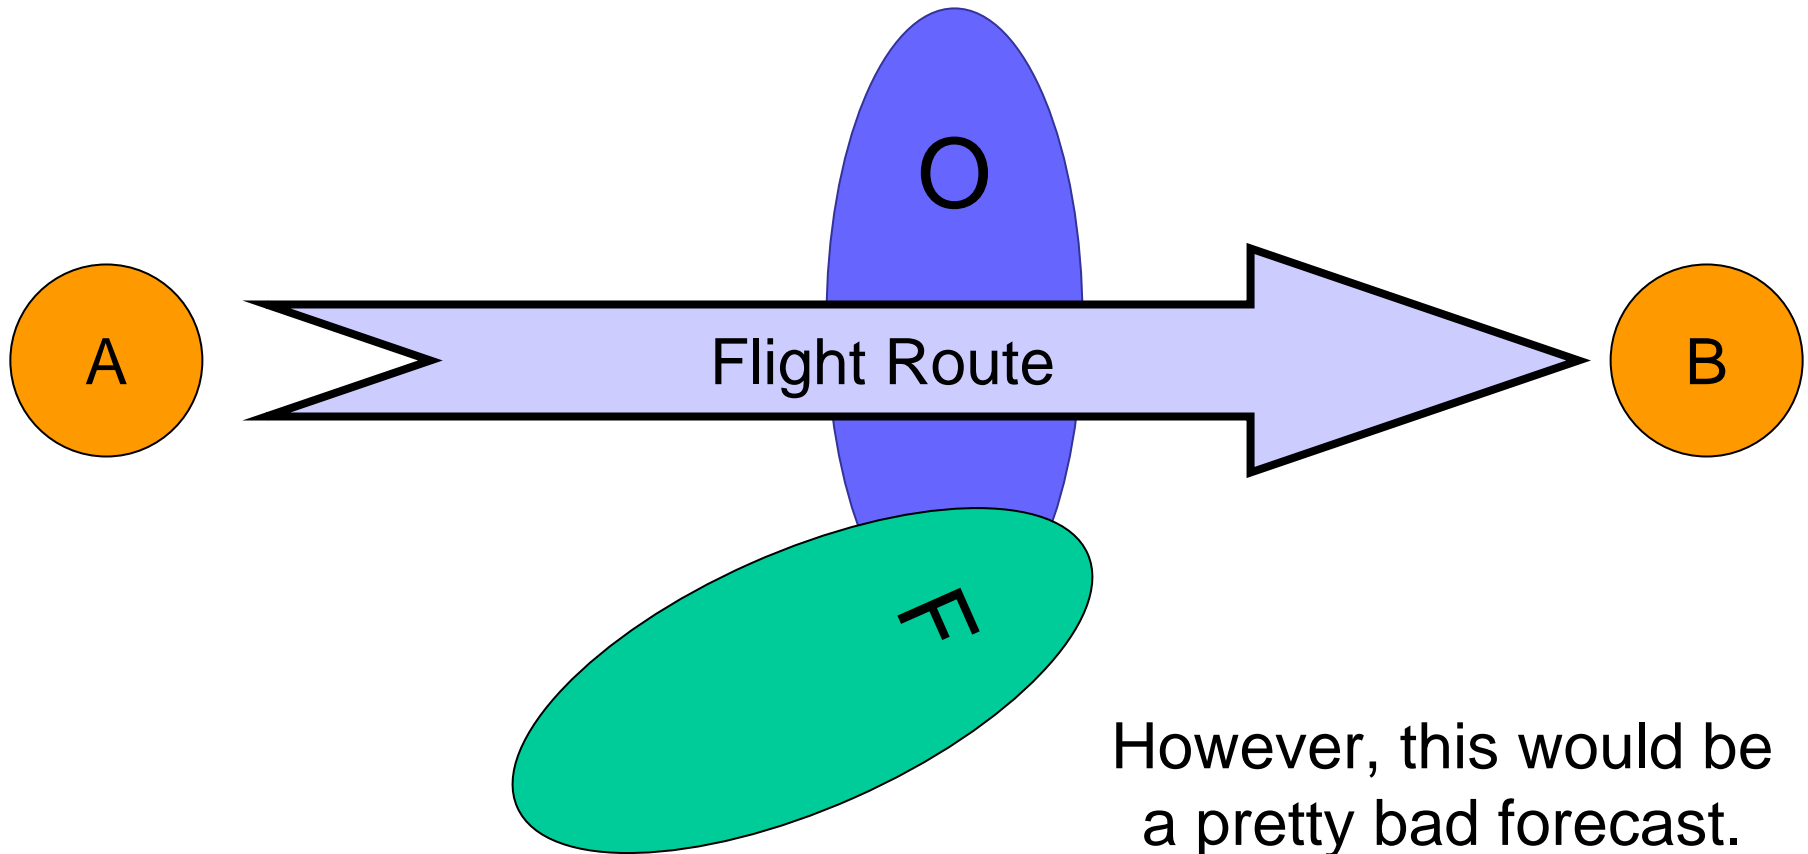 O
A
Flight Route
B
F
However, this would be
a pretty bad forecast.